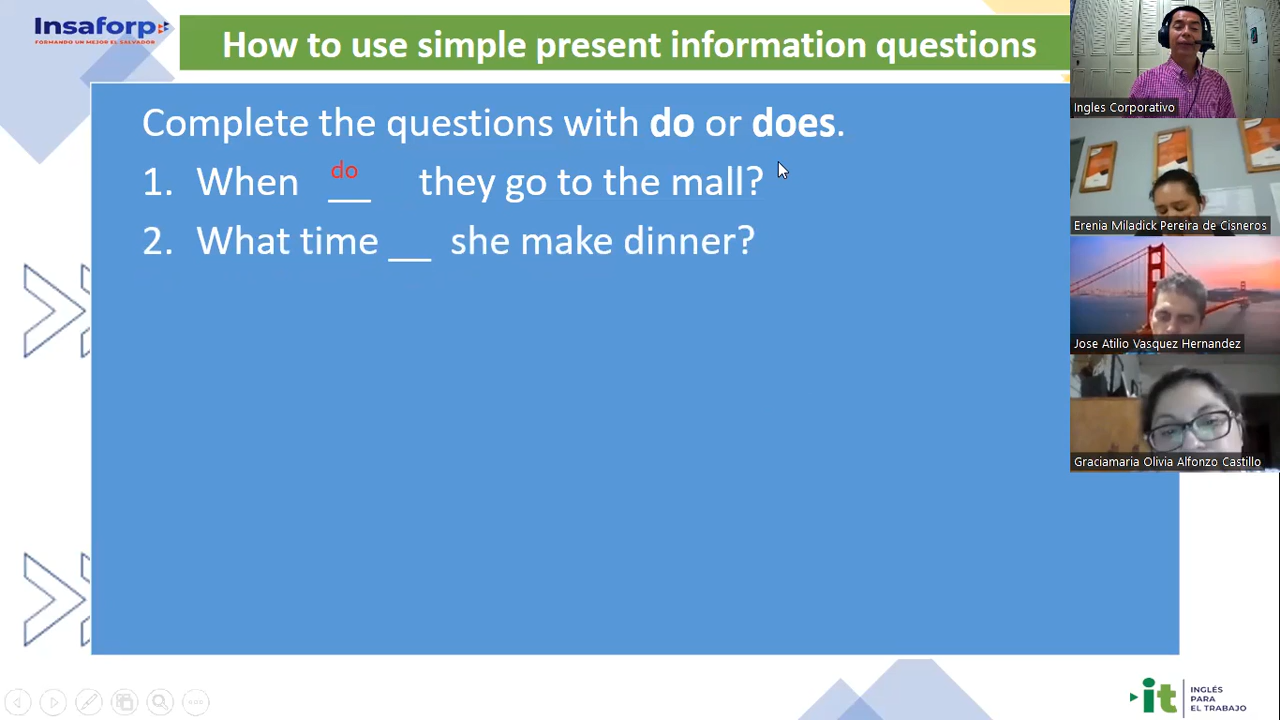 Insaforp
FORMANDO UN MEJOR EL SALVADOR
How to use simple present information questions
Complete the questions with do or does.
1. When do they go to the mall?
2. What time __ she make dinner?
Ingles Corporativo
Erenia Miladick Pereira de Cisneros
Jose Atilio Vasquez Hernandez
Graciamaria Olivia Alfonzo Castillo
it
INGLÉS
PARA
EL TRABAJO